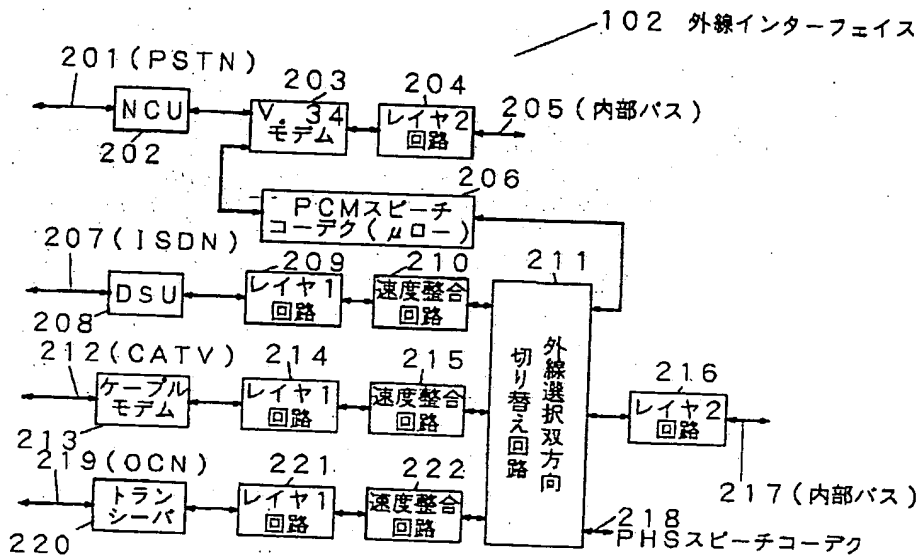 102 外線インターフェイス
201(PSTN)
NCU
202
203
V.34
モデム
204
レイヤ2
回路
205(内部バス)
206
PCMスピーチ
コーデク(μロー)
207(ISDN)
DSU
208
209
レイヤ1
回路
210
速度整合
回路
211
外線選択双方向
切り替え回路
212(CATV)
ケーブル
モデム
213
214
レイヤ1
回路
215
速度整合
回路
216
レイヤ2
回路
217(内部バス)
218
PHSスピーチコーデク
219(OCN)
トラン
シーバ
220
221
レイヤ1
回路
222
速度整合
回路